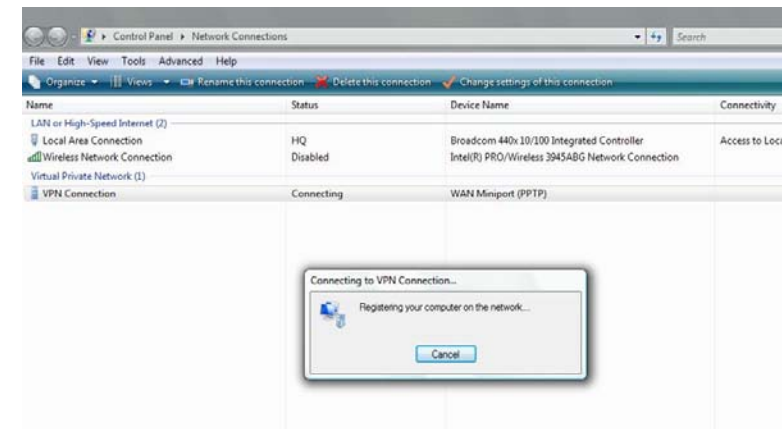 Control Panel ▸ Network Connections Search
File Edit View Tools Advanced Help
Organize Views Rename this connection Delete this connection Change settings of this connection
Name Status Device Name Connectivity
LAN or High-Speed Internet (2)
Local Area Connection HQ Broadcom 440x 10/100 Integrated Controller Access to Loca
Wireless Network Connection Disabled Intel(R) PRO/Wireless 3945ABG Network Connection
Virtual Private Network (1)
VPN Connection Connecting WAN Miniport (PPTP)
Connecting to VPN Connection...
Registering your computer on the network...
Cancel